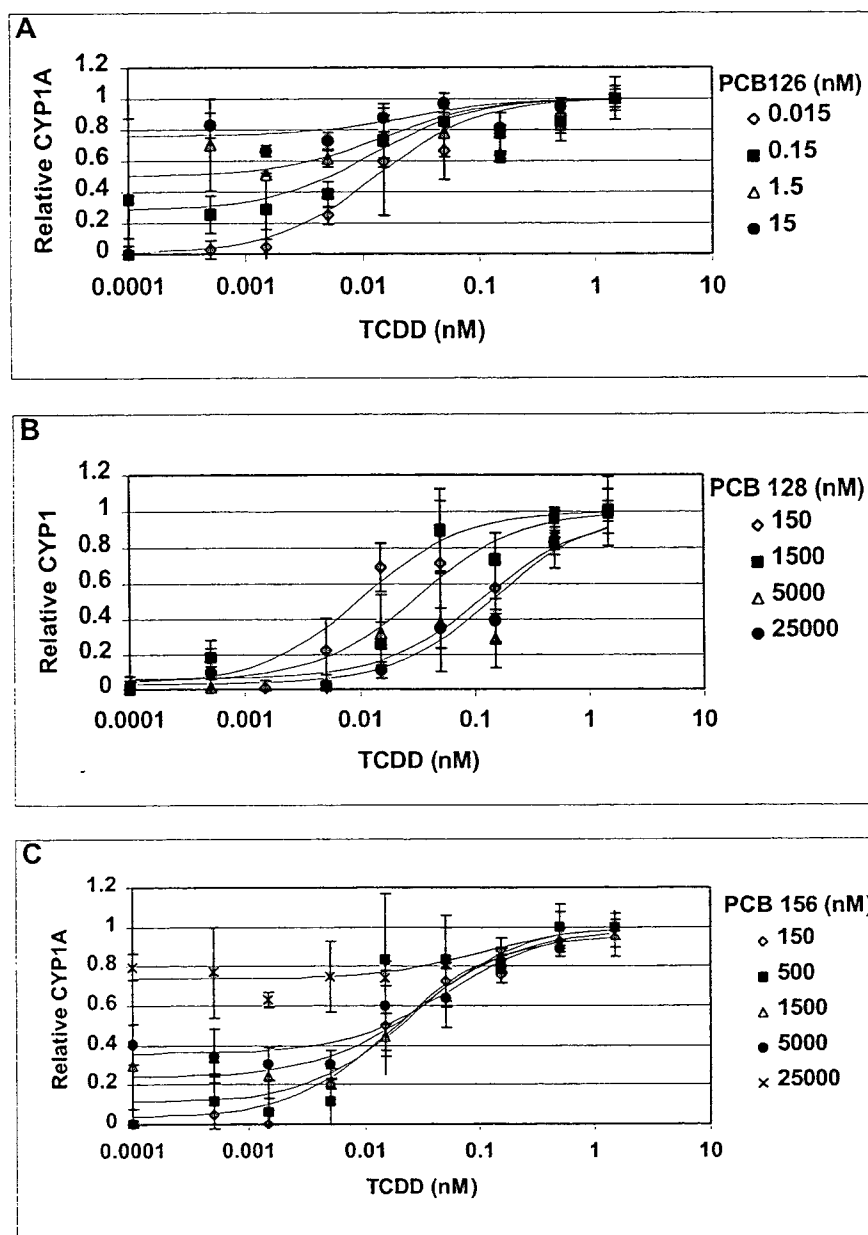 A
Relative CYP1A
1.2
1
0.8
0.6
0.4
0.2
0
0.0001 0.001 0.01 0.1 1 10
TCDD (nM)
PCB126 (nM)
0.015
0.15
1.5
15
B
Relative CYP1
1.2
1
0.8
0.6
0.4
0.2
0
0.0001 0.001 0.01 0.1 1 10
TCDD (nM)
PCB 128 (nM)
150
1500
5000
25000
C
Relative CYP1A
1.2
1
0.8
0.6
0.4
0.2
0
0.0001 0.001 0.01 0.1 1 10
TCDD (nM)
PCB 156 (nM)
150
500
1500
5000
25000